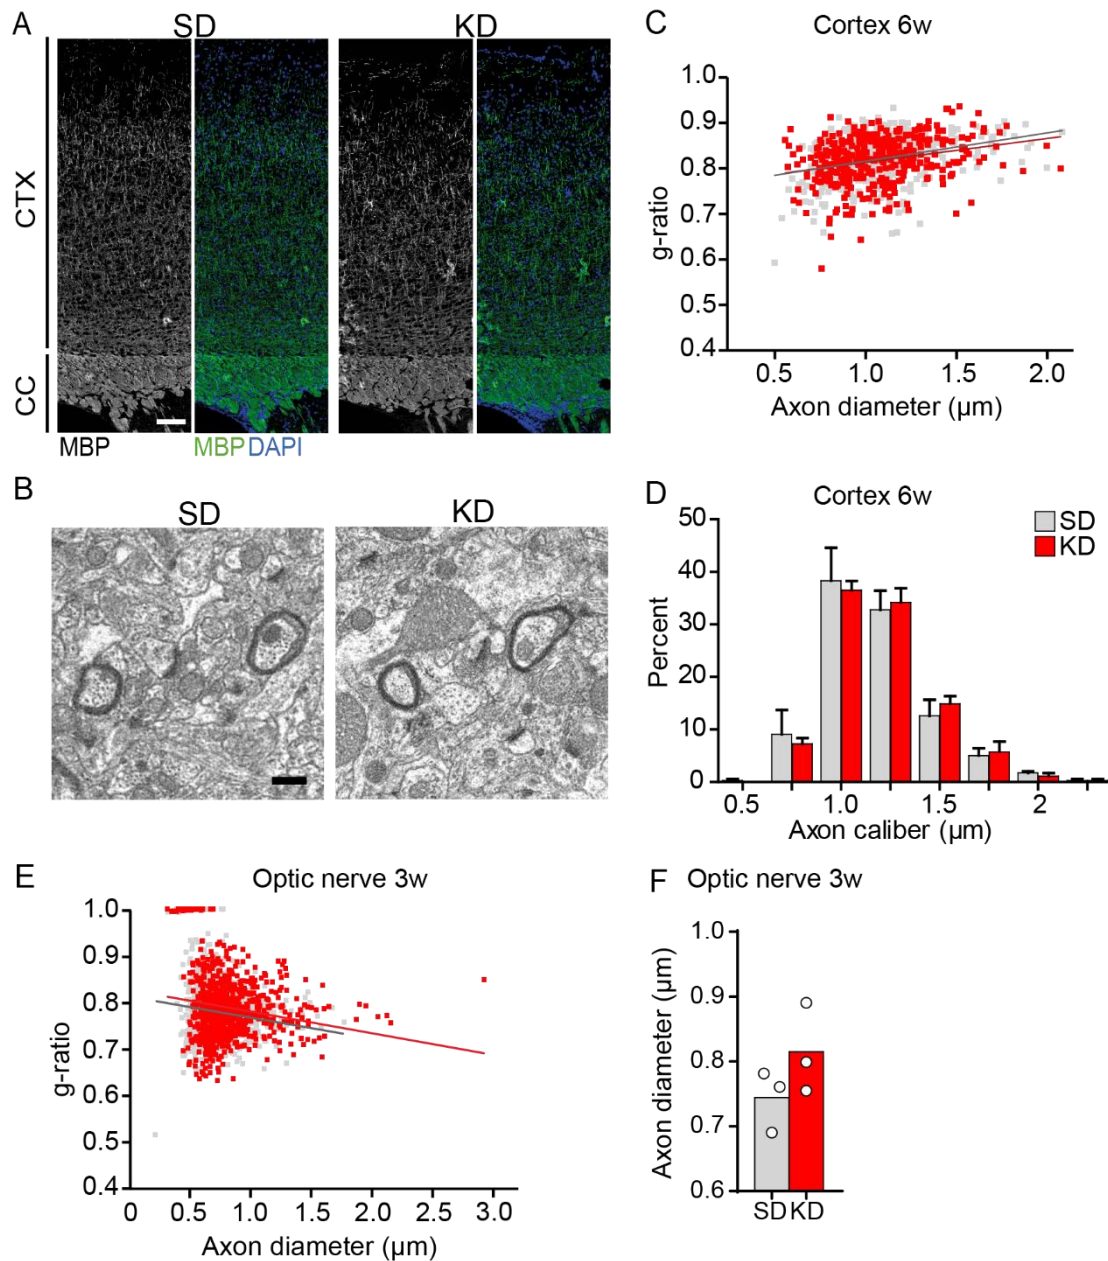 A
SD
KD
CTX
CC
MBP
MBP DAPI
B
SD
KD
C
Cortex 6w
g-ratio
1.0
0.9
0.8
0.7
0.6
0.5
0.4
0.5 1.0 1.5 2.0
Axon diameter (µm)
D
Cortex 6w
SD
KD
Percent
50
40
30
20
10
0
0.5 1.0 1.5 2
Axon caliber (µm)
E
Optic nerve 3w
g-ratio
1.0
0.9
0.8
0.7
0.6
0.5
0.4
0 0.5 1.0 1.5 2.0 2.5 3.0
Axon diameter (µm)
F
Optic nerve 3w
Axon diameter (µm)
1.0
0.9
0.8
0.7
0.6
SD KD